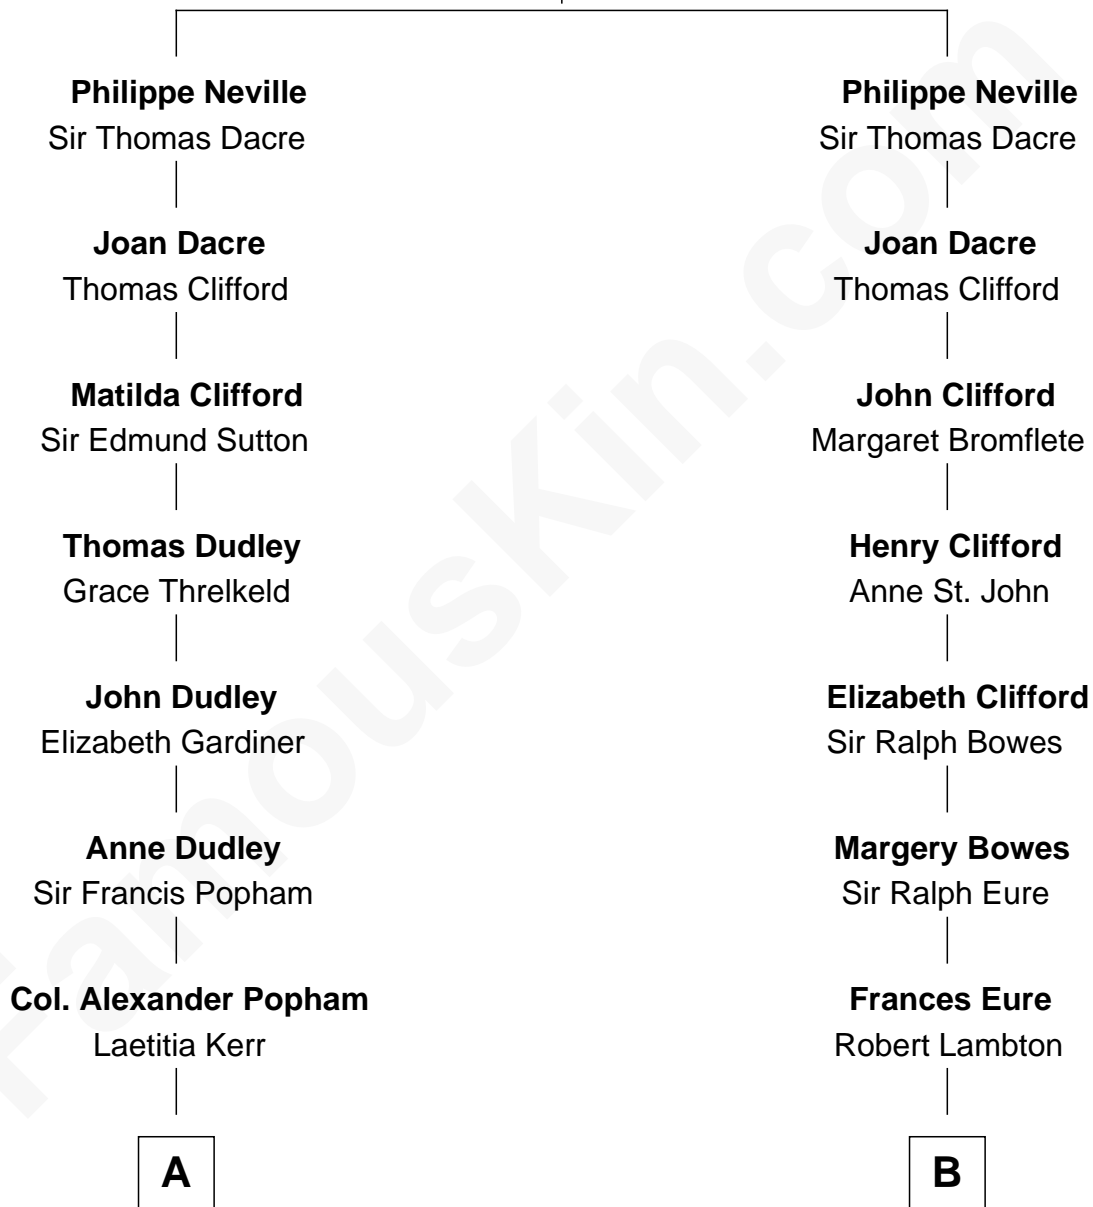 Philippe Neville
Sir Thomas Dacre
Joan Dacre
Thomas Clifford
Matilda Clifford
Sir Edmund Sutton
Thomas Dudley
Grace Threlkeld
John Dudley
Elizabeth Gardiner
Anne Dudley
Sir Francis Popham
Col. Alexander Popham
Laetitia Kerr
A
Philippe Neville
Sir Thomas Dacre
Joan Dacre
Thomas Clifford
John Clifford
Margaret Bromflete
Henry Clifford
Anne St. John
Elizabeth Clifford
Sir Ralph Bowes
Margery Bowes
Sir Ralph Eure
Frances Eure
Robert Lambton
B
FamousKin.com